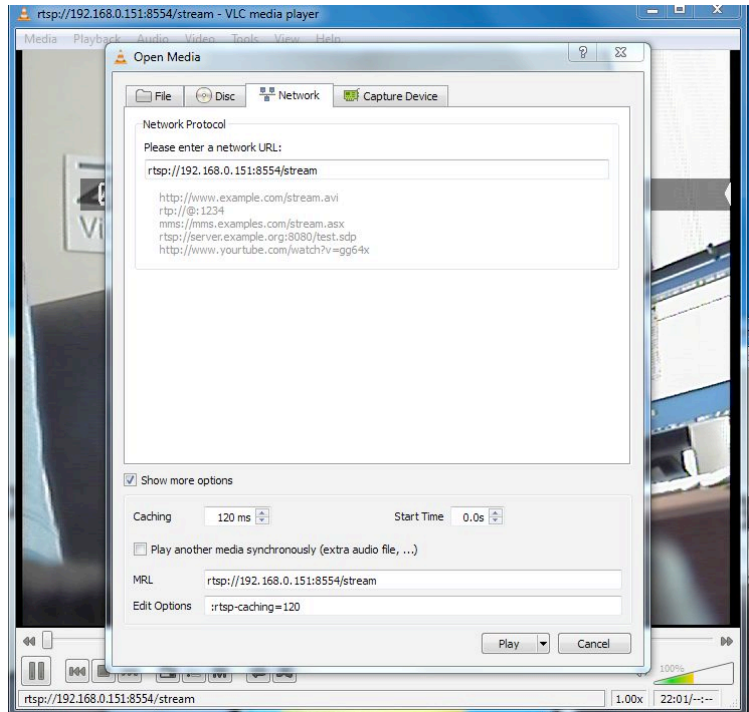 rtsp://192.168.0.151:8554/stream - VLC media player
Media Playback Audio Video Tools View Help
Open Media
File Disc Network Capture Device
Network Protocol
Please enter a network URL:
rtsp://192.168.0.151:8554/stream
http://www.example.com/stream.avi
rtp://@:1234
mms://mms.examples.com/stream.asx
rtsp://server.example.org:8080/test.sdp
http://www.yourtube.com/watch?v=gg64x
Vi
Show more options
Caching 120 ms Start Time 0.0s
Play another media synchronously (extra audio file, ...)
MRL rtsp://192.168.0.151:8554/stream
Edit Options :rtsp-caching=120
Play Cancel
100%
rtsp://192.168.0.151:8554/stream 1.00x 22:01/--:--